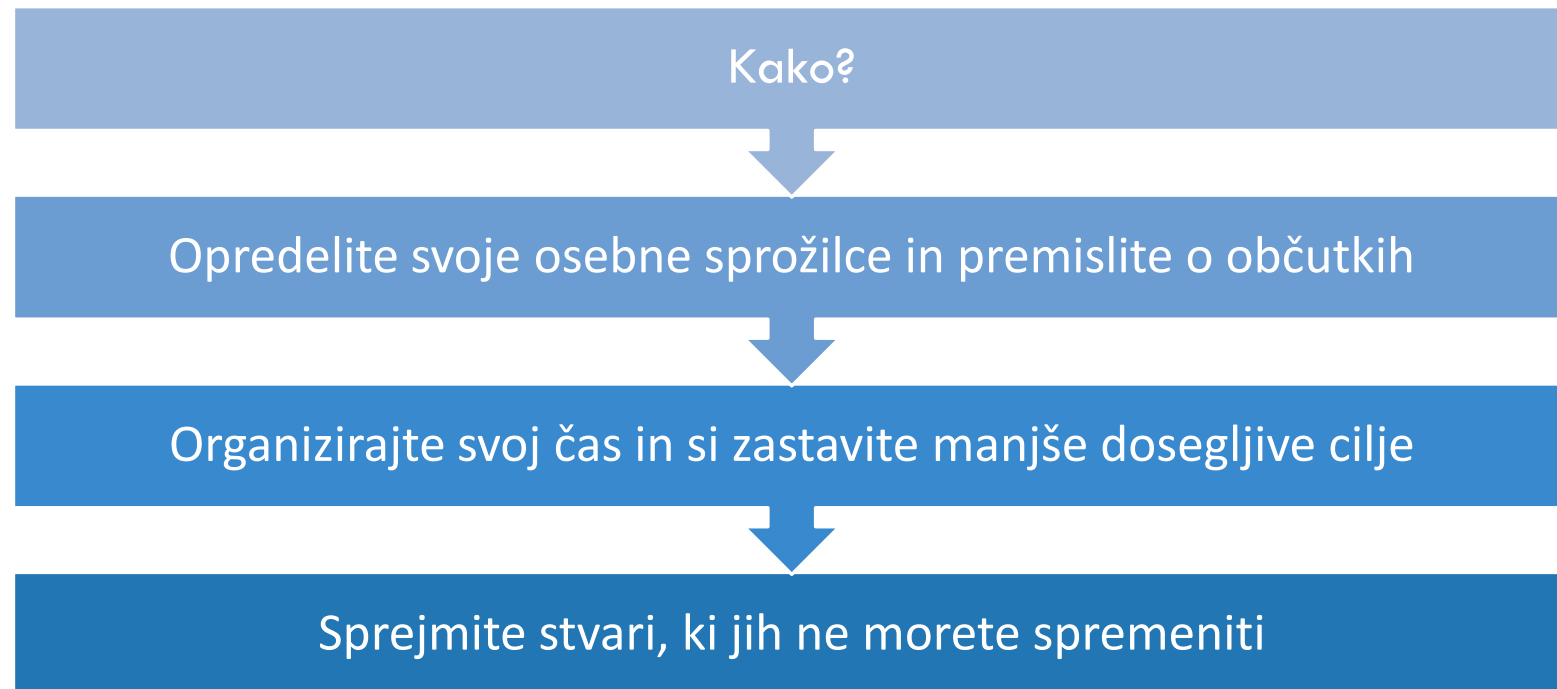 Kako?
Opredelite svoje osebne sprožilce in premislite o občutkih
Organizirajte svoj čas in si zastavite manjše dosegljive cilje
Sprejmite stvari, ki jih ne morete spremeniti